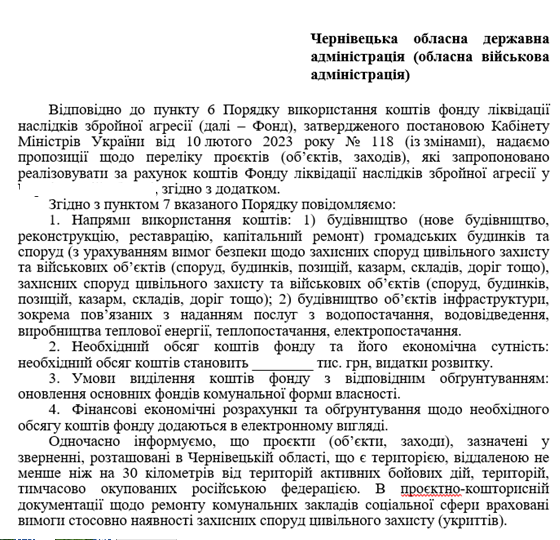 Чернівецька обласна державна
адміністрація (обласна військова
адміністрація)
Відповідно до пункту 6 Порядку використання коштів фонду ліквідації
наслідків збройної агресії (далі – Фонд), затвердженого постановою Кабінету
Міністрів України від 10 лютого 2023 року № 118 (із змінами), надаємо
пропозиції щодо переліку проєктів (об’єктів, заходів), які запропоновано
реалізовувати за рахунок коштів Фонду ліквідації наслідків збройної агресії у
, згідно з додатком.
Згідно з пунктом 7 вказаного Порядку повідомляємо:
1. Напрями використання коштів: 1) будівництво (нове будівництво,
реконструкцію, реставрацію, капітальний ремонт) громадських будинків та
споруд (з урахуванням вимог безпеки щодо захисних споруд цивільного захисту
та військових об’єктів (споруд, будинків, позицій, казарм, складів, доріг тощо),
захисних споруд цивільного захисту та військових об’єктів (споруд, будинків,
позицій, казарм, складів, доріг тощо); 2) будівництво об’єктів інфраструктури,
зокрема пов’язаних з наданням послуг з водопостачання, водовідведення,
виробництва теплової енергії, теплопостачання, електропостачання.
2. Необхідний обсяг коштів фонду та його економічна сутність:
необхідний обсяг коштів становить ________ тис. грн, видатки розвитку.
3. Умови виділення коштів фонду з відповідним обґрунтуванням:
оновлення основних фондів комунальної форми власності.
4. Фінансові економічні розрахунки та обґрунтування щодо необхідного
обсягу коштів фонду додаються в електронному вигляді.
Одночасно інформуємо, що проєкти (об’єкти, заходи), зазначені у
зверненні, розташовані в Чернівецькій області, що є територією, віддаленою не
менше ніж на 30 кілометрів від територій активних бойових дій, територій,
тимчасово окупованих російською федерацією. В проєктно-кошторисній
документації щодо ремонту комунальних закладів соціальної сфери враховані
вимоги стосовно наявності захисних споруд цивільного захисту (укриттів).